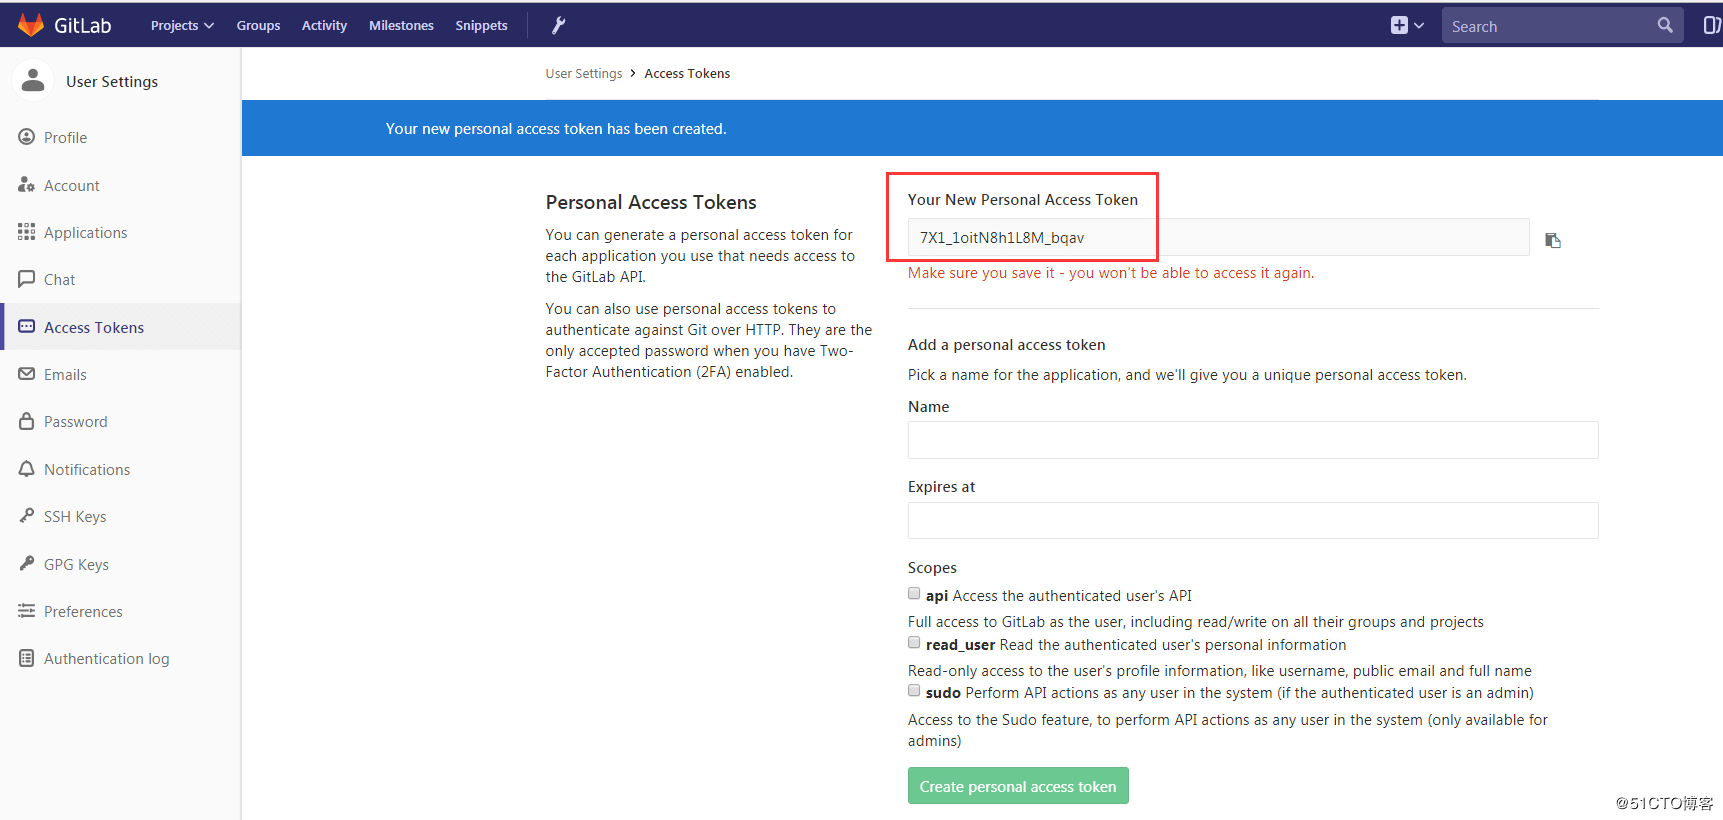 GitLab Projects Groups Activity Milestones Snippets Search
User Settings
Profile
Account
Applications
Chat
Access Tokens
Emails
Password
Notifications
SSH Keys
GPG Keys
Preferences
Authentication log
User Settings > Access Tokens
Your new personal access token has been created.
Personal Access Tokens
You can generate a personal access token for
each application you use that needs access to
the GitLab API.
You can also use personal access tokens to
authenticate against Git over HTTP. They are the
only accepted password when you have Two-
Factor Authentication (2FA) enabled.
Your New Personal Access Token
7X1_1oitN8h1L8M_bqav
Make sure you save it - you won't be able to access it again.
Add a personal access token
Pick a name for the application, and we'll give you a unique personal access token.
Name
Expires at
Scopes
api Access the authenticated user's API
Full access to GitLab as the user, including read/write on all their groups and projects
read_user Read the authenticated user's personal information
Read-only access to the user's profile information, like username, public email and full name
sudo Perform API actions as any user in the system (if the authenticated user is an admin)
Access to the Sudo feature, to perform API actions as any user in the system (only available for
admins)
Create personal access token
@51CTO博客